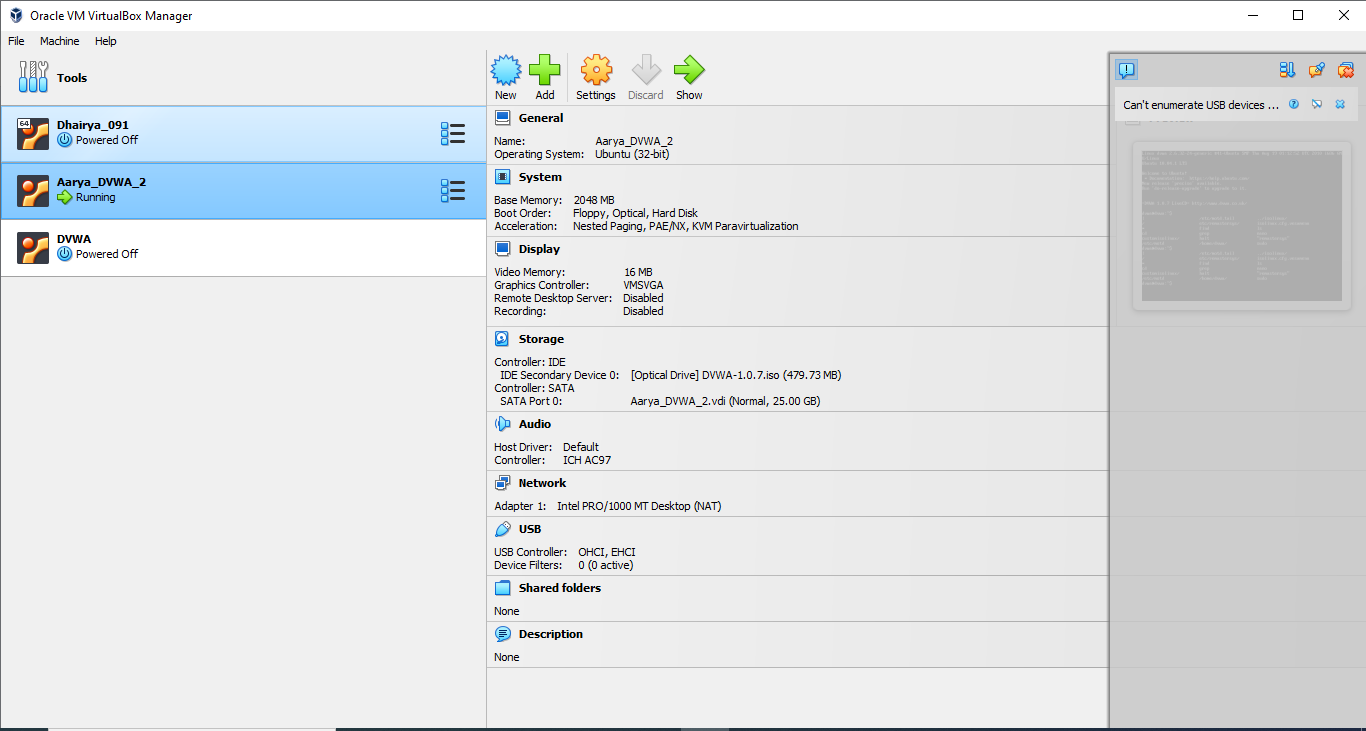 Oracle VM VirtualBox Manager
File Machine Help
Tools
64
Dhairya_091
Powered Off
Aarya_DVWA_2
Running
DVWA
Powered Off
New Add Settings Discard Show
General
Name: Aarya_DVWA_2
Operating System: Ubuntu (32-bit)
System
Base Memory: 2048 MB
Boot Order: Floppy, Optical, Hard Disk
Acceleration: Nested Paging, PAE/NX, KVM Paravirtualization
Display
Video Memory: 16 MB
Graphics Controller: VMSVGA
Remote Desktop Server: Disabled
Recording: Disabled
Storage
Controller: IDE
IDE Secondary Device 0: [Optical Drive] DVWA-1.0.7.iso (479.73 MB)
Controller: SATA
SATA Port 0: Aarya_DVWA_2.vdi (Normal, 25.00 GB)
Audio
Host Driver: Default
Controller: ICH AC97
Network
Adapter 1: Intel PRO/1000 MT Desktop (NAT)
USB
USB Controller: OHCI, EHCI
Device Filters: 0 (0 active)
Shared folders
None
Description
None
Can't enumerate USB devices ...